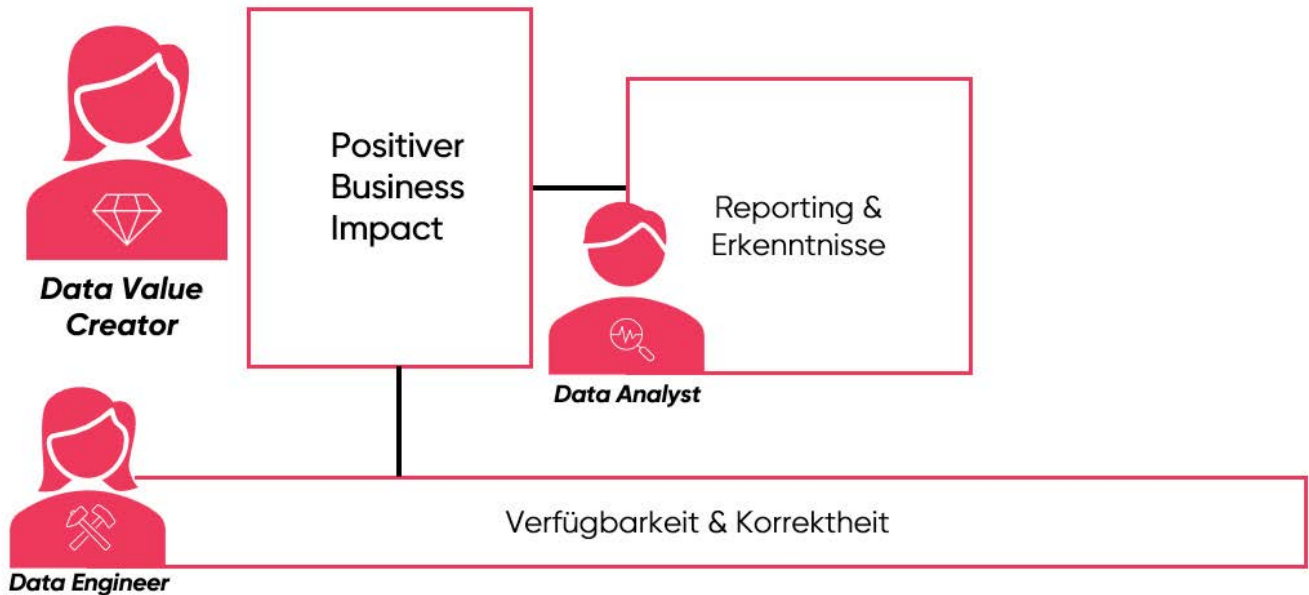 Positiver
Business
Impact
Reporting &
Erkenntnisse
Data Value
Creator
Data Analyst
Verfügbarkeit & Korrektheit
Data Engineer